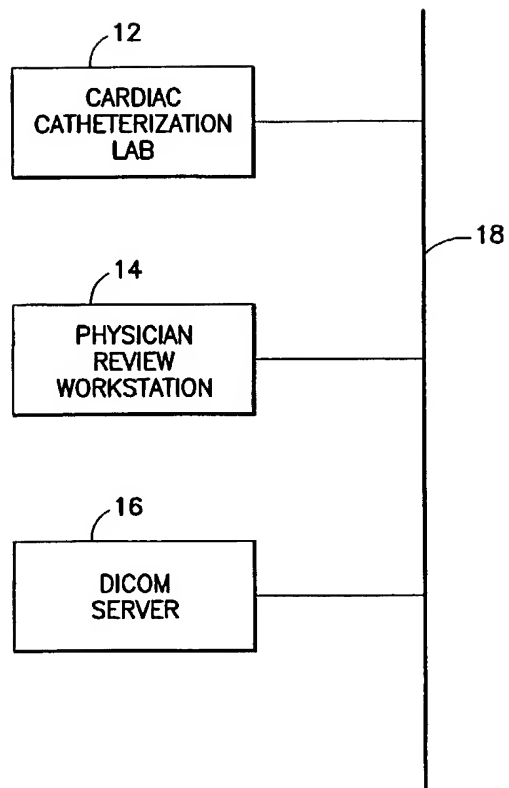 12
CARDIAC
CATHETERIZATION
LAB
18
14
PHYSICIAN
REVIEW
WORKSTATION
16
DICOM
SERVER